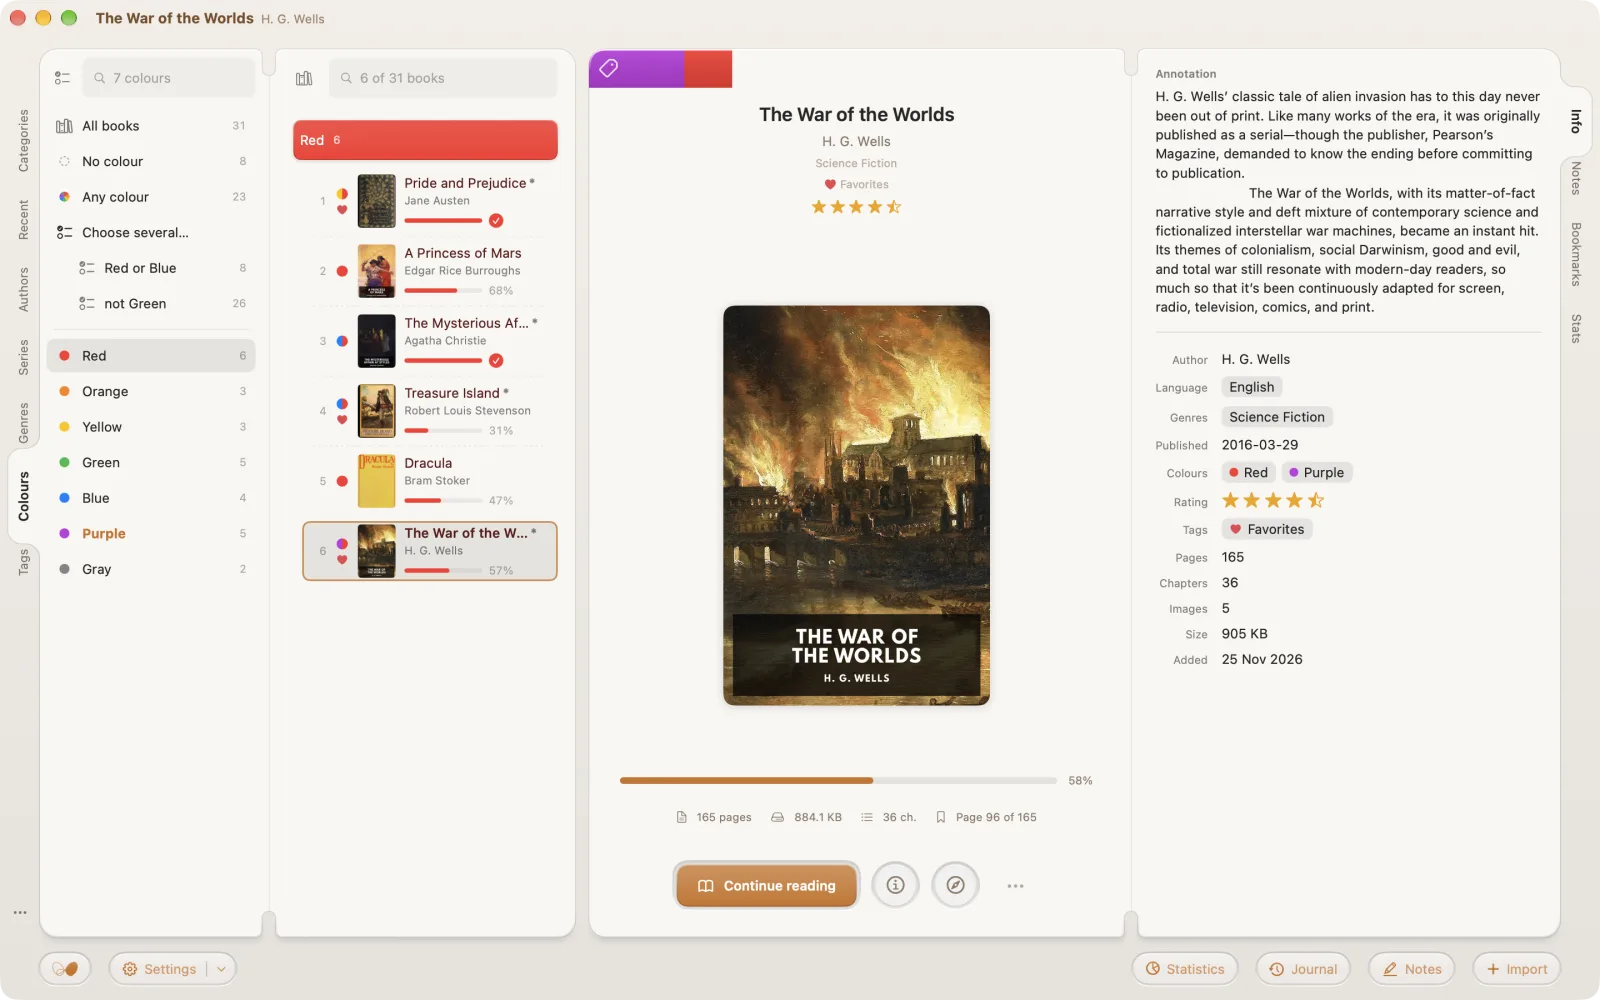 The War of the Worlds H. G. Wells
Categories
Recent
Authors
Series
Genres
Colours
Tags
7 colours
All books 31
No colour 8
Any colour 23
Choose several...
Red or Blue 8
not Green 26
Red 6
Orange 3
Yellow 3
Green 5
Blue 4
Purple 5
Gray 2
6 of 31 books
Red 6
1 Pride and Prejudice *
Jane Austen
2 A Princess of Mars
Edgar Rice Burroughs
68%
3 The Mysterious Af... *
Agatha Christie
4 Treasure Island *
Robert Louis Stevenson
31%
5 Dracula
Bram Stoker
47%
DRACULA
6 The War of the W... *
H. G. Wells
57%
The War of the Worlds
H. G. Wells
Science Fiction
Favorites
THE WAR OF
THE WORLDS
H. G. WELLS
58%
165 pages 884.1 KB 36 ch. Page 96 of 165
Continue reading
Annotation
H. G. Wells’ classic tale of alien invasion has to this day never
been out of print. Like many works of the era, it was originally
published as a serial—though the publisher, Pearson’s
Magazine, demanded to know the ending before committing
to publication.
The War of the Worlds, with its matter-of-fact
narrative style and deft mixture of contemporary science and
fictionalized interstellar war machines, became an instant hit.
Its themes of colonialism, social Darwinism, good and evil,
and total war still resonate with modern-day readers, so
much so that it’s been continuously adapted for screen,
radio, television, comics, and print.
Author H. G. Wells
Language English
Genres Science Fiction
Published 2016-03-29
Colours Red Purple
Rating
Tags Favorites
Pages 165
Chapters 36
Images 5
Size 905 KB
Added 25 Nov 2026
Info
Notes
Bookmarks
Stats
Settings
Statistics
Journal
Notes
Import